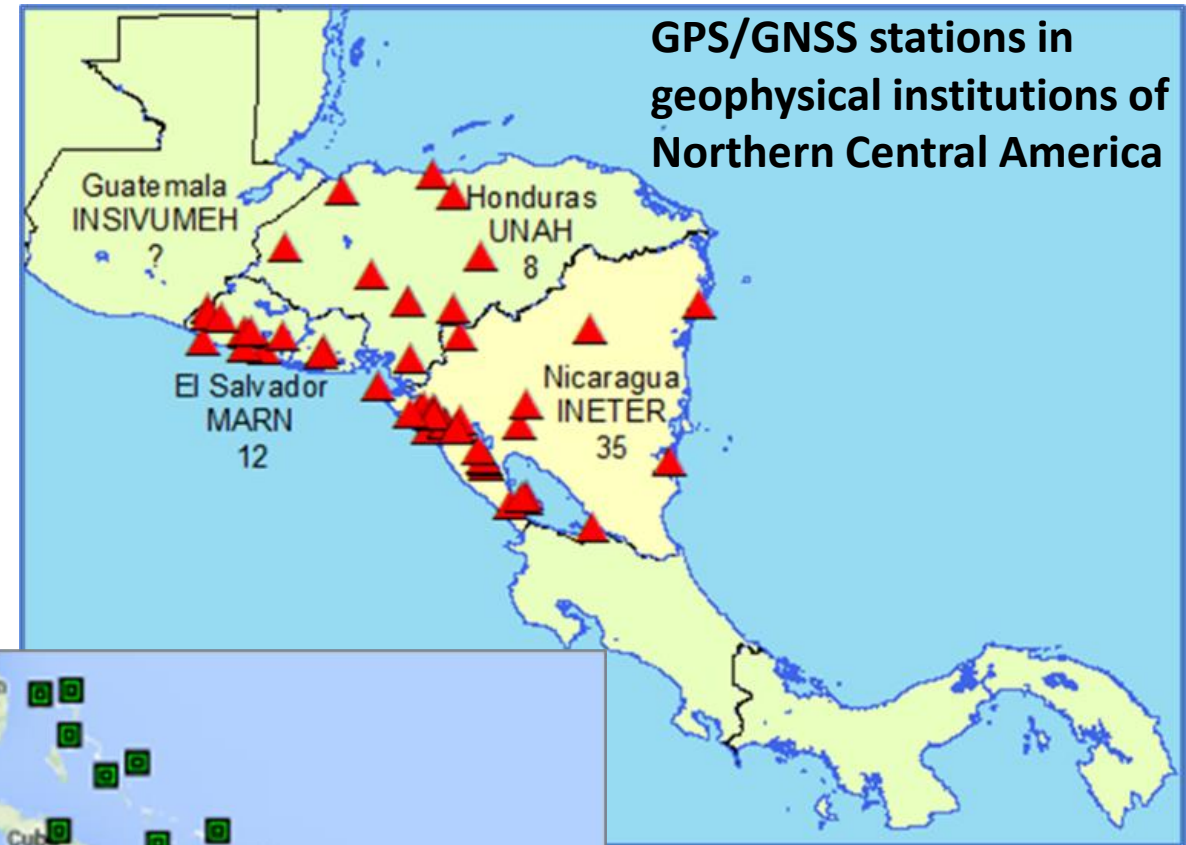 GPS/GNSS stations in
geophysical institutions of
Northern Central America
Guatemala
INSIVUMEH
?
Honduras
UNAH
8
El Salvador
MARN
12
Nicaragua
INETER
35